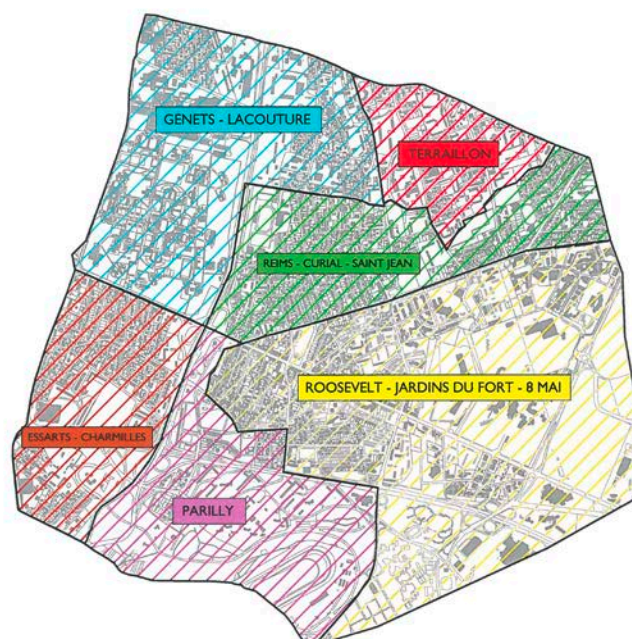 GENETS - LACOUTURE
TERRAILLON
REIMS - CURIAL - SAINT JEAN
ROOSEVELT - JARDINS DU FORT - 8 MAI
ESSARTS - CHARMILLES
PARILLY